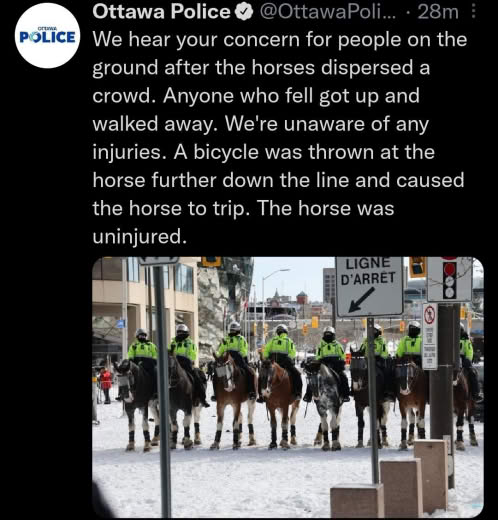 Ottawa Police @OttawaPoli... · 28m
OTTAWA
POLICE
We hear your concern for people on the
ground after the horses dispersed a
crowd. Anyone who fell got up and
walked away. We're unaware of any
injuries. A bicycle was thrown at the
horse further down the line and caused
the horse to trip. The horse was
uninjured.
LIGNE
D'ARRÊT